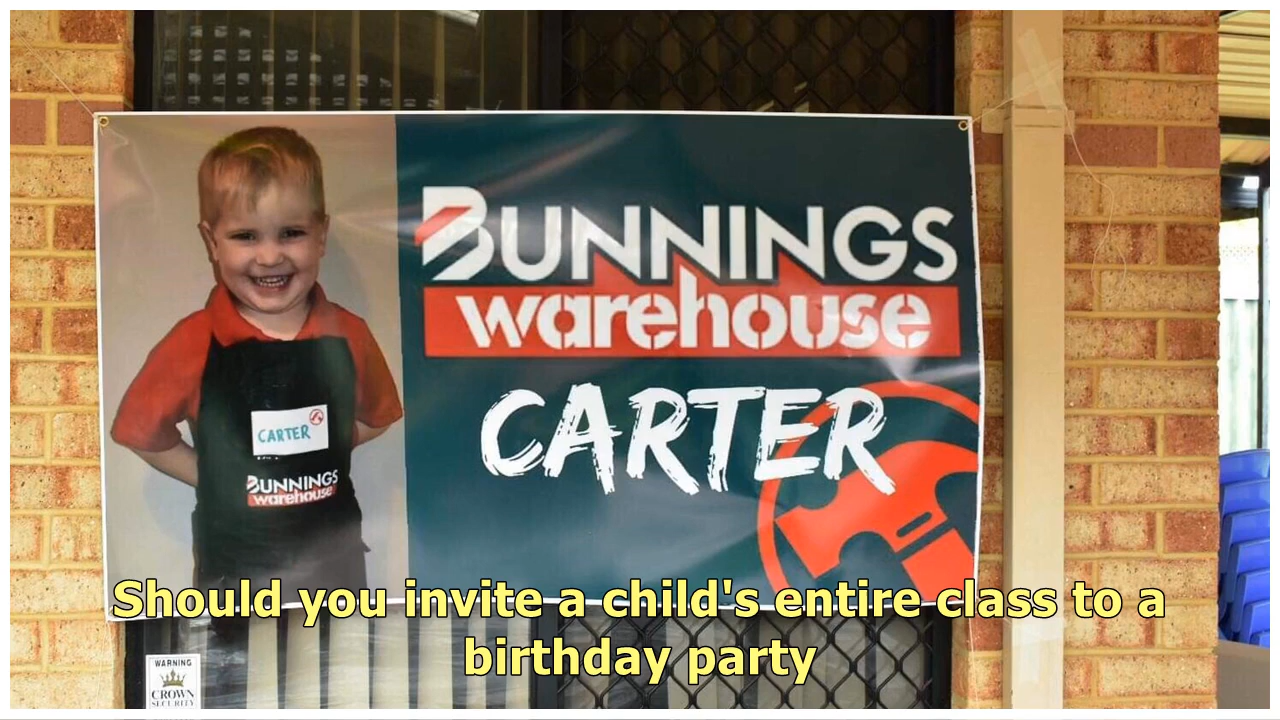 BUNNINGS
warehouse
CARTER
CARTER
BUNNINGS
warehouse
Should you invite a child's entire class to a
birthday party
WARNING
CROWN
SECURITY